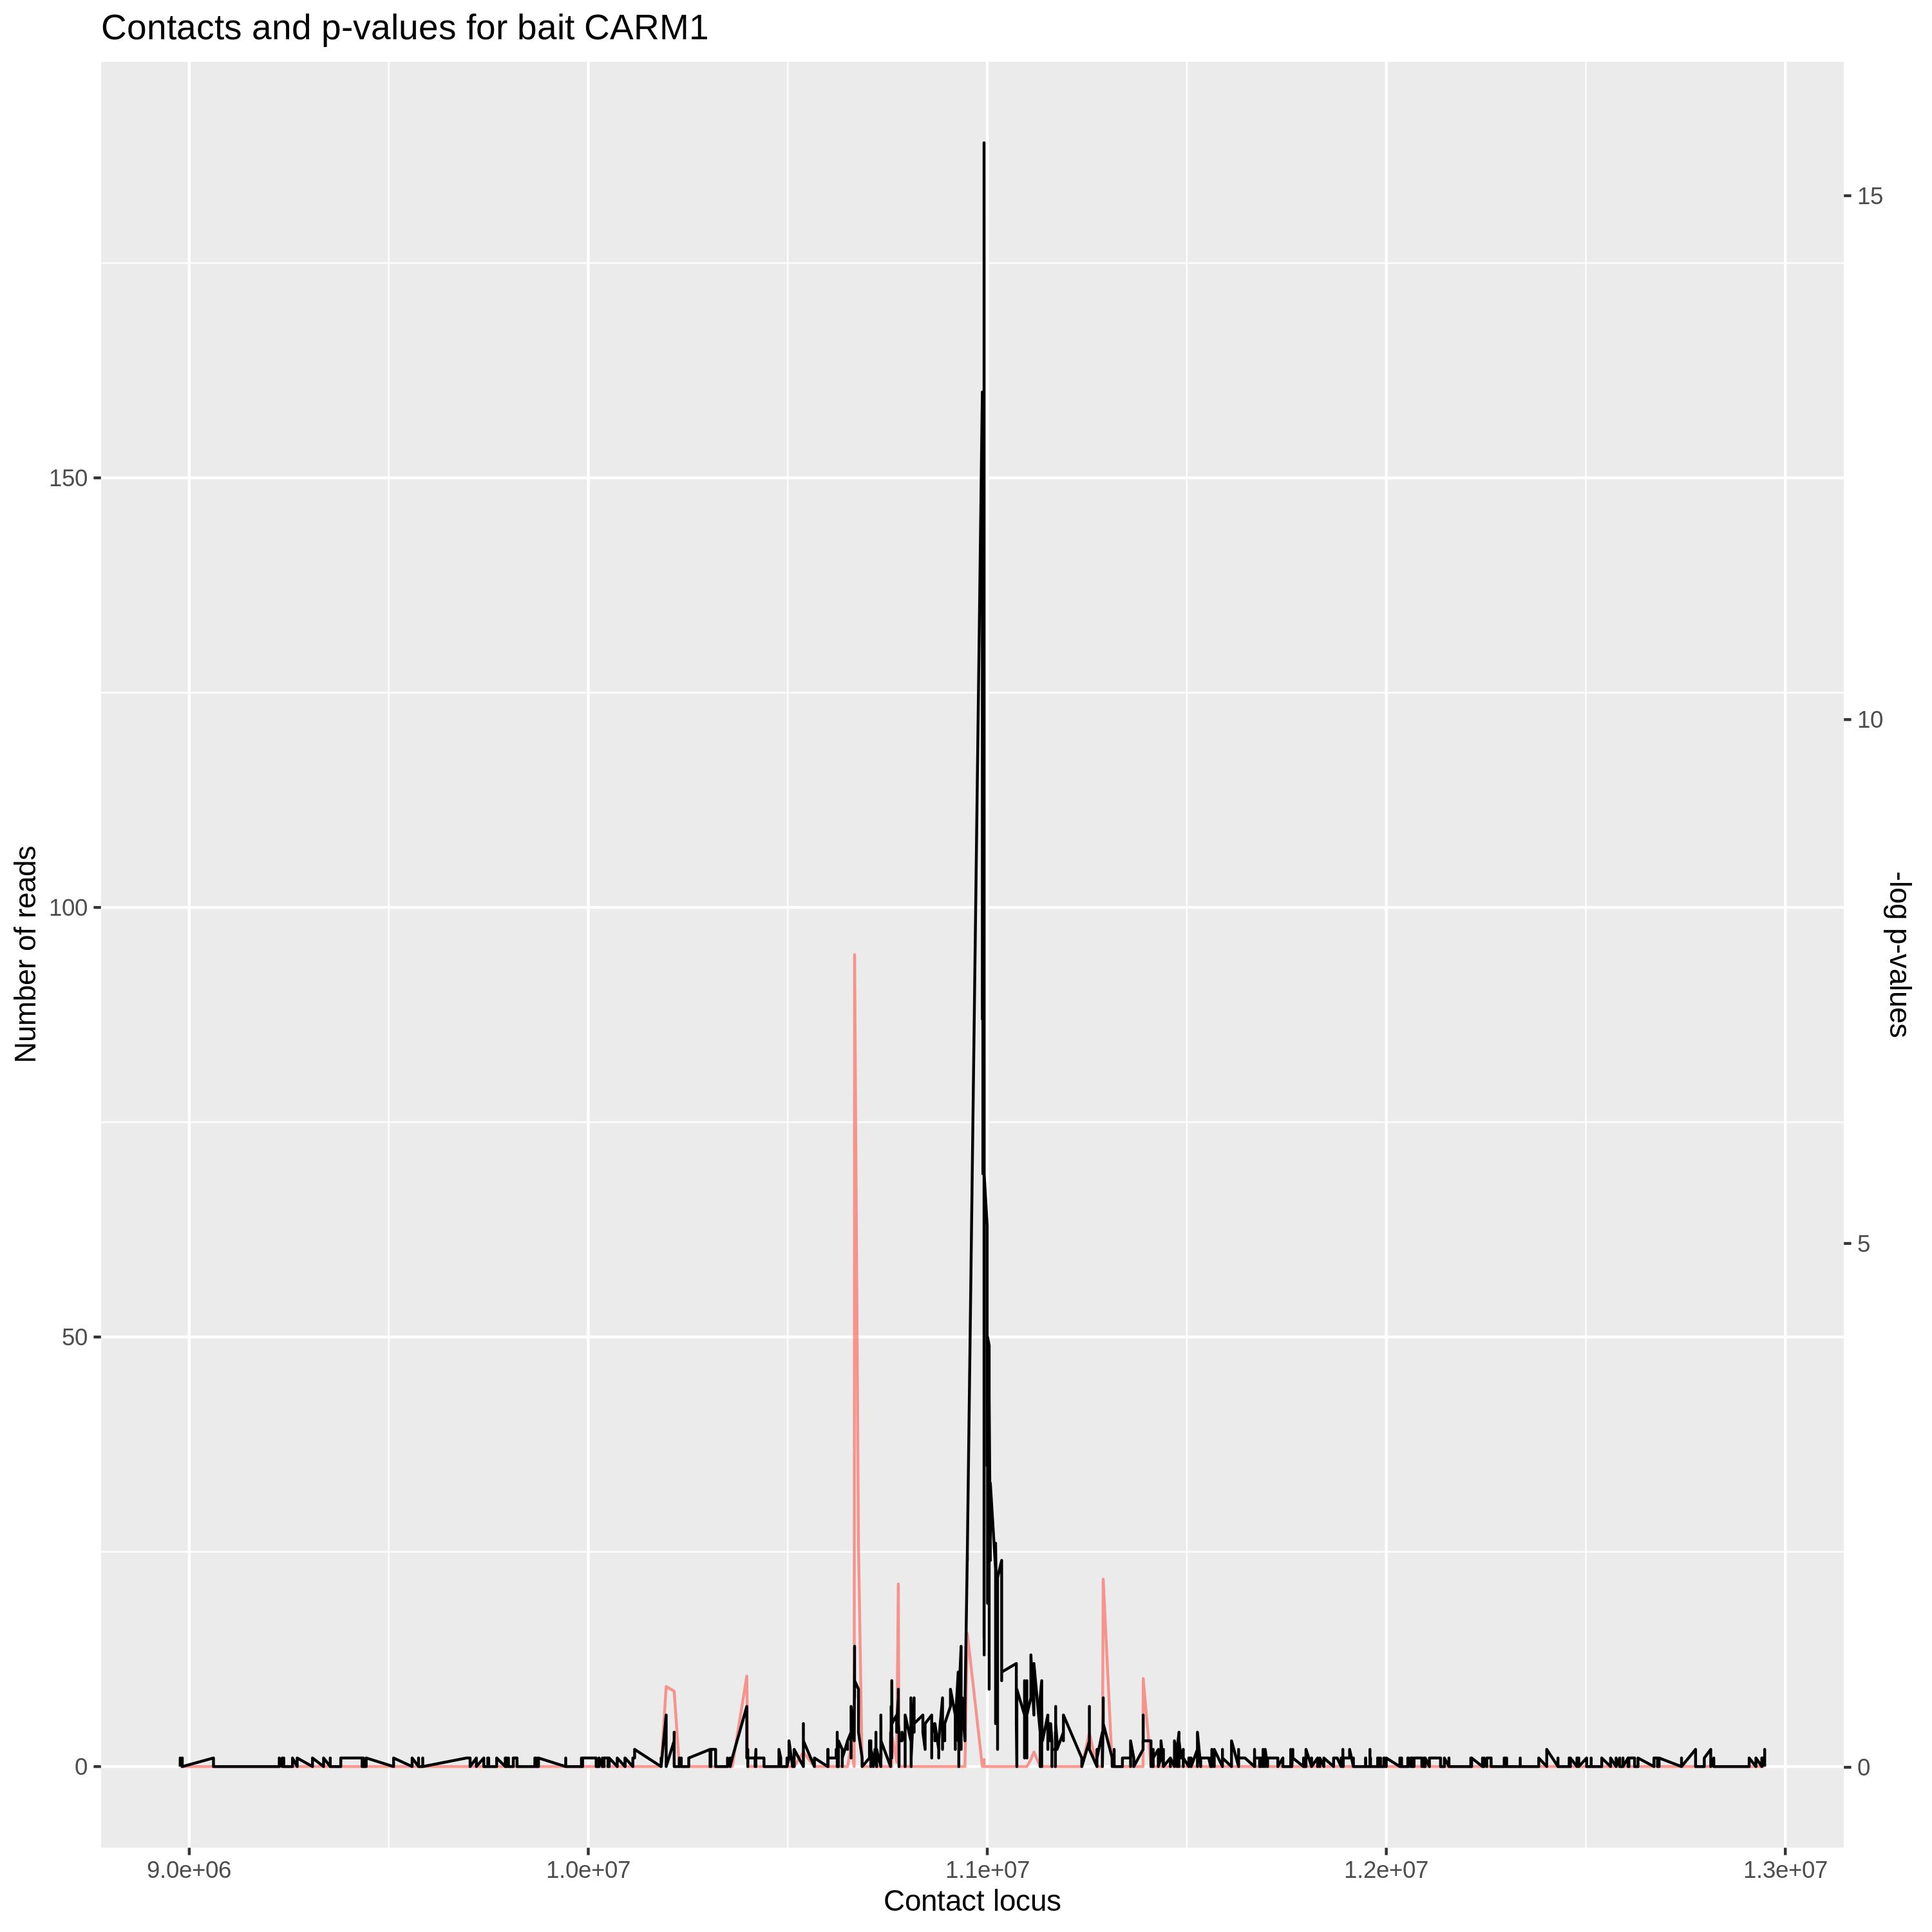 Contacts and p-values for bait CARM1
Number of reads
150
100
50
0
15
10
5
0
-log p-values
9.0e+06
1.0e+07
1.1e+07
1.2e+07
1.3e+07
Contact locus